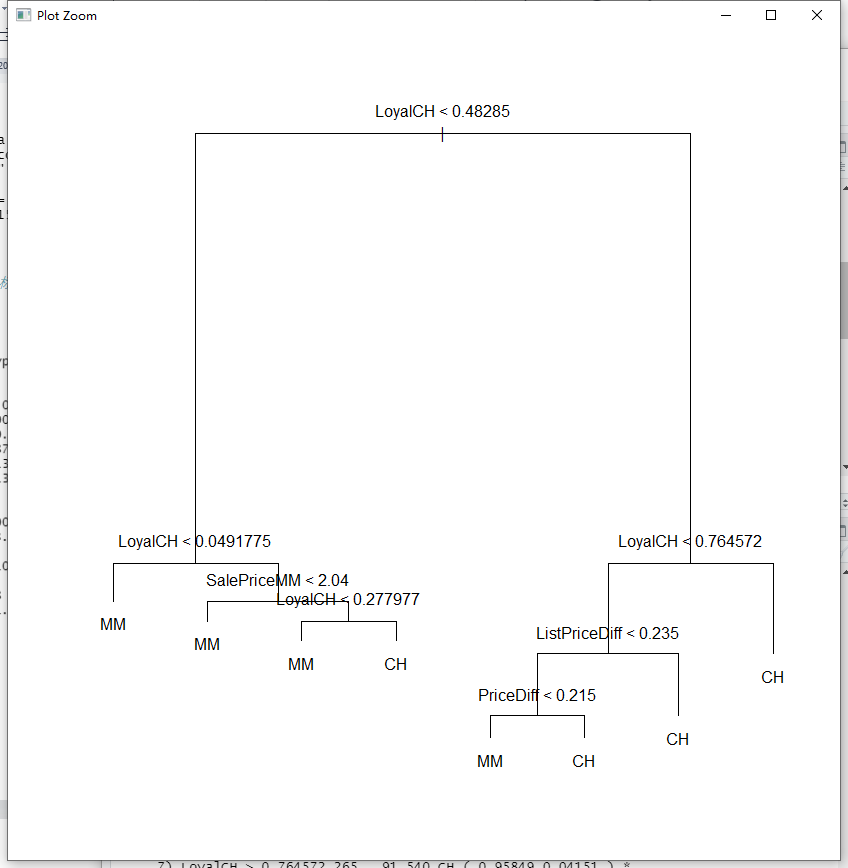 Plot Zoom
LoyalCH < 0.48285
LoyalCH < 0.0491775
LoyalCH < 0.764572
SalePriceMM < 2.04
LoyalCH < 0.277977
MM
ListPriceDiff < 0.235
MM
MM
CH
CH
PriceDiff < 0.215
CH
MM
CH
7) LoyalCH > 0.764572 265 91.540 CH ( 0.95849 0.04151 ) *